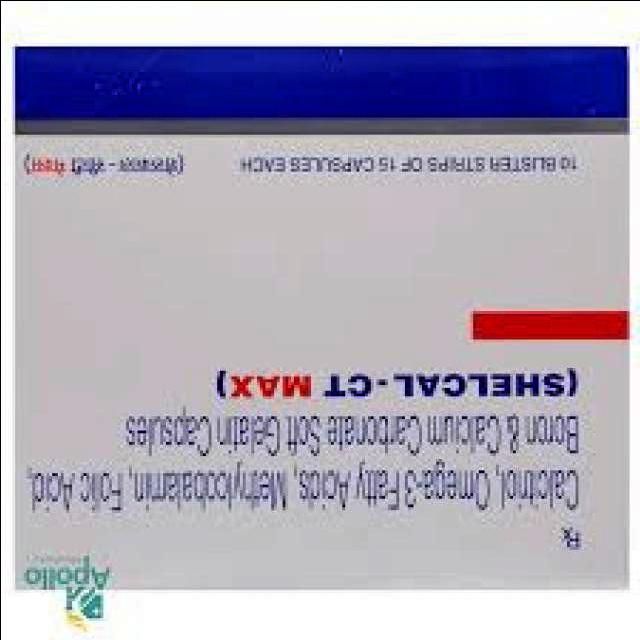 Rx
Calcitriol, Omega-3 Fatty Acids, Methylcobalamin, Folic Acid,
Boron & Calcium Carbonate Soft Gelatin Capsules
(SHELCAL-CT MAX)
10 BLISTER STRIPS OF 15 CAPSULES EACH
(शेलकाल - सीटी मैक्स)
Apollo